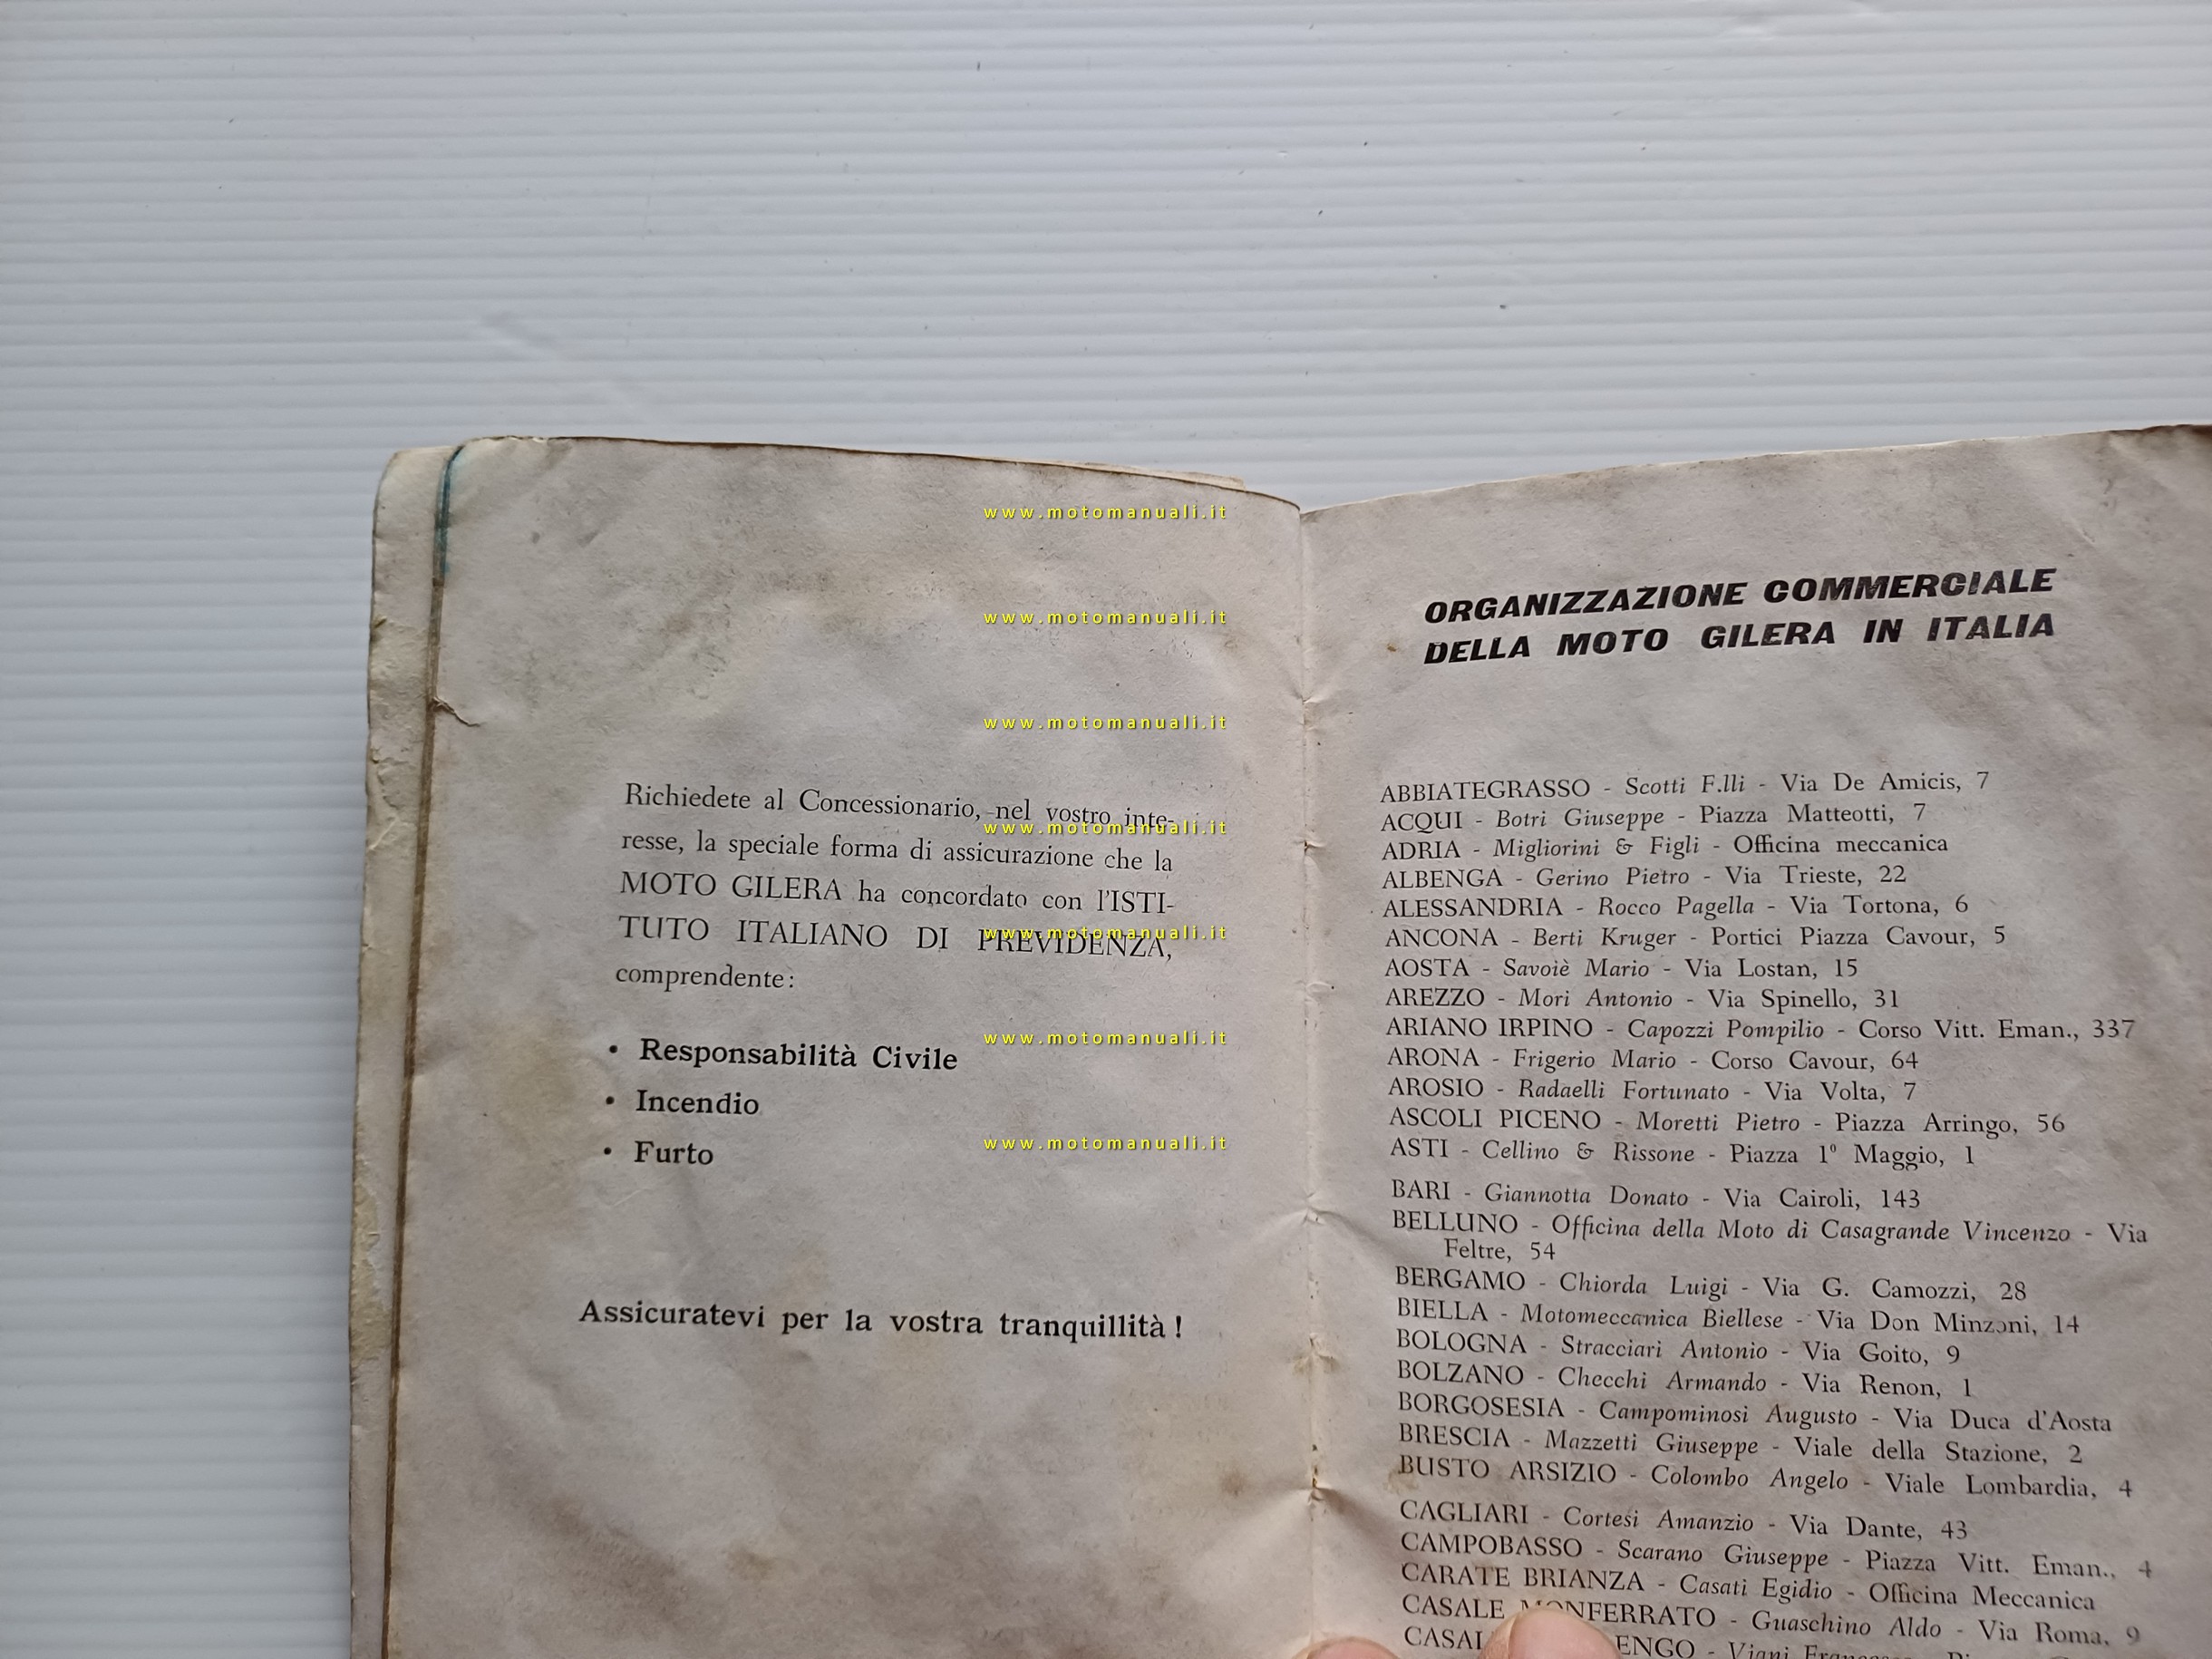 www.motomanuali.it
www.motomanuali.it
www.motomanuali.it
Richiedete al Concessionario, nel vostro inte-
www.motomanuali.it
resse, la speciale forma di assicurazione che la
MOTO GILERA ha concordato con l'ISTI-
TUTO ITALIANO DI PREVIDENZA,
www.motomanuali.it
comprendente:
www.motomanuali.it
• Responsabilità Civile
• Incendio
www.motomanuali.it
• Furto
Assicuratevi per la vostra tranquillità!
ORGANIZZAZIONE COMMERCIALE
DELLA MOTO GILERA IN ITALIA
ABBIATEGRASSO - Scotti F.lli - Via De Amicis, 7
ACQUI - Botri Giuseppe - Piazza Matteotti, 7
ADRIA - Migliorini & Figli - Officina meccanica
ALBENGA - Gerino Pietro - Via Trieste, 22
ALESSANDRIA - Rocco Pagella - Via Tortona, 6
ANCONA - Berti Kruger - Portici Piazza Cavour, 5
AOSTA - Savoiè Mario - Via Lostan, 15
AREZZO - Mori Antonio - Via Spinello, 31
ARIANO IRPINO - Capozzi Pompilio - Corso Vitt. Eman., 337
ARONA - Frigerio Mario - Corso Cavour, 64
AROSIO - Radaelli Fortunato - Via Volta, 7
ASCOLI PICENO - Moretti Pietro - Piazza Arringo, 56
ASTI - Cellino & Rissone - Piazza 1° Maggio, 1
BARI - Giannotta Donato - Via Cairoli, 143
BELLUNO - Officina della Moto di Casagrande Vincenzo - Via
Feltre, 54
BERGAMO - Chiorda Luigi - Via G. Camozzi, 28
BIELLA - Motomeccanica Biellese - Via Don Minzoni, 14
BOLOGNA - Stracciari Antonio - Via Goito, 9
BOLZANO - Checchi Armando - Via Renon, 1
BORGOSESIA - Campominosi Augusto - Via Duca d'Aosta
BRESCIA - Mazzetti Giuseppe - Viale della Stazione, 2
BUSTO ARSIZIO - Colombo Angelo - Viale Lombardia, 4
CAGLIARI - Cortesi Amanzio - Via Dante, 43
CAMPOBASSO - Scarano Giuseppe - Piazza Vitt. Eman., 4
CARATE BRIANZA - Casati Egidio - Officina Meccanica
CASALE MONFERRATO - Guaschino Aldo - Via Roma, 9
- Viani